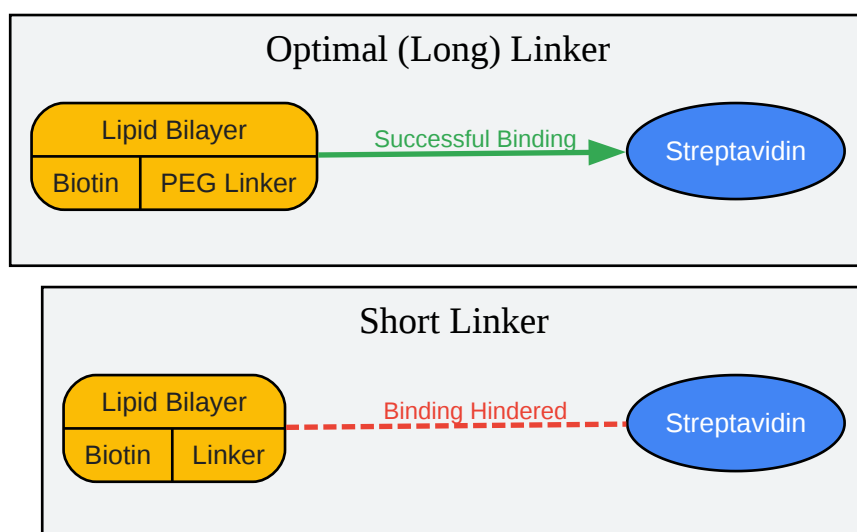 Optimal (Long) Linker
Lipid Bilayer
Biotin
PEG Linker
Successful Binding
Streptavidin
Short Linker
Lipid Bilayer
Biotin
Linker
Binding Hindered
Streptavidin